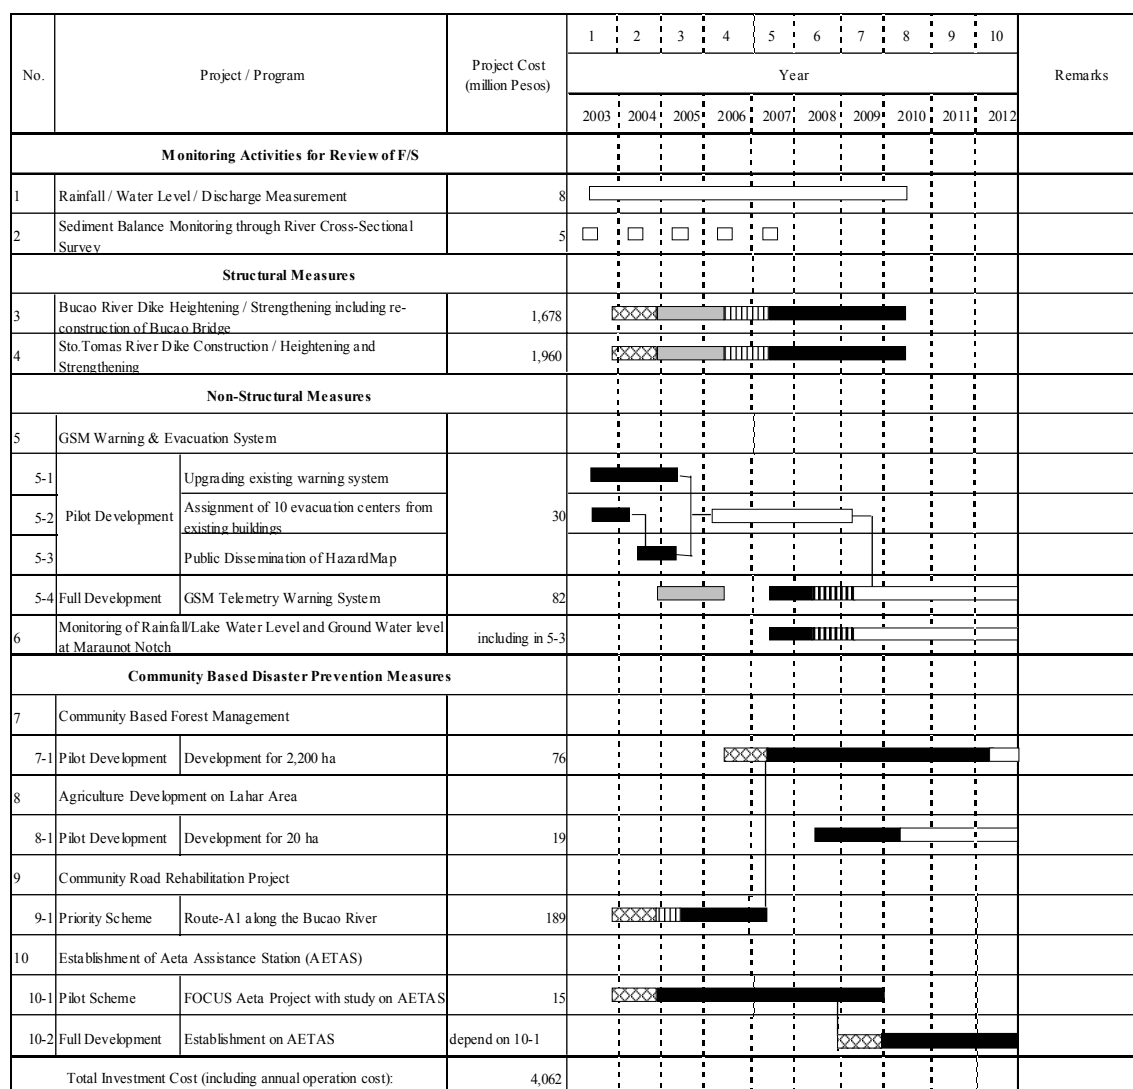 1 2 3 4 5 6 7 8 9 10
No. Project / Program Project Cost
(million Pesos) Year Remarks
2003 2004 2005 2006 2007 2008 2009 2010 2011 2012
Monitoring Activities for Review of F/S
1 Rainfall / Water Level / Discharge Measurement 8
2 Sediment Balance Monitoring through River Cross-Sectional
Survey 5
Structural Measures
3 Bucao River Dike Heightening / Strengthening including re-
construction of Bucao Bridge 1,678
4 Sto.Tomas River Dike Construction / Heightening and
Strengthening 1,960
Non-Structural Measures
5 GSM Warning & Evacuation System
5-1 Upgrading existing warning system
5-2 Pilot Development Assignment of 10 evacuation centers from
existing buildings 30
5-3 Public Dissemination of HazardMap
5-4 Full Development GSM Telemetry Warning System 82
6 Monitoring of Rainfall/Lake Water Level and Ground Water level
at Maraunot Notch including in 5-3
Community Based Disaster Prevention Measures
7 Community Based Forest Management
7-1 Pilot Development Development for 2,200 ha 76
8 Agriculture Development on Lahar Area
8-1 Pilot Development Development for 20 ha 19
9 Community Road Rehabilitation Project
9-1 Priority Scheme Route-A1 along the Bucao River 189
10 Establishment of Aeta Assistance Station (AETAS)
10-1 Pilot Scheme FOCUS Aeta Project with study on AETAS 15
10-2 Full Development Establishment on AETAS depend on 10-1
Total Investment Cost (including annual operation cost): 4,062